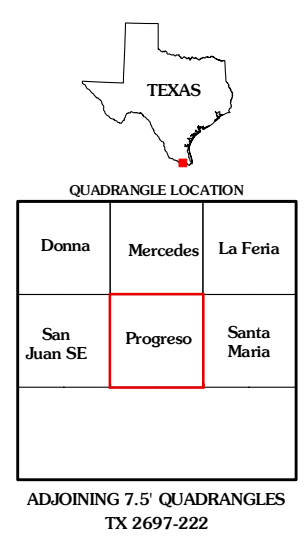 TEXAS
QUADRANGLE LOCATION
Donna
Mercedes
La Feria
San
Juan SE
Progreso
Santa
Maria
ADJOINING 7.5' QUADRANGLES
TX 2697-222